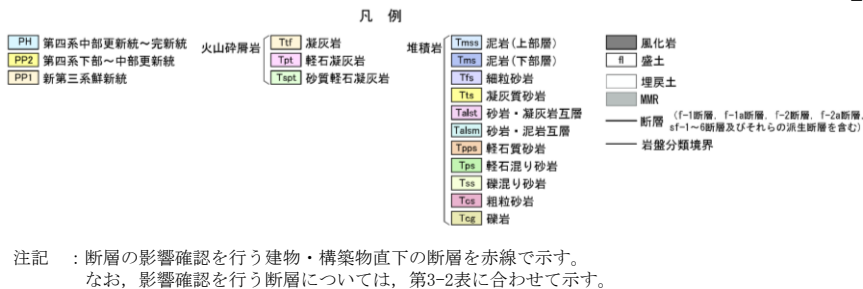 凡 例
PH 第四系中部更新統～完新統
PP2 第四系下部～中部更新統
PP1 新第三系鮮新統
火山砕屑岩
Ttf 凝灰岩
Tpt 軽石凝灰岩
Tspt 砂質軽石凝灰岩
堆積岩
Tmss 泥岩(上部層)
Tms 泥岩(下部層)
Tfs 細粒砂岩
Tts 凝灰質砂岩
Talst 砂岩・凝灰岩互層
Talsm 砂岩・泥岩互層
Tpps 軽石質砂岩
Tps 軽石混り砂岩
Tss 礫混り砂岩
Tcs 粗粒砂岩
Tcg 礫岩
風化岩
fl 盛土
埋戻土
MMR
断層 (f-1断層, f-1a断層, f-2断層, f-2a断層, sf-1～6断層及びそれらの派生断層を含む)
岩盤分類境界
注記 ：断層の影響確認を行う建物・構築物直下の断層を赤線で示す。
なお，影響確認を行う断層については，第3-2表に合わせて示す。